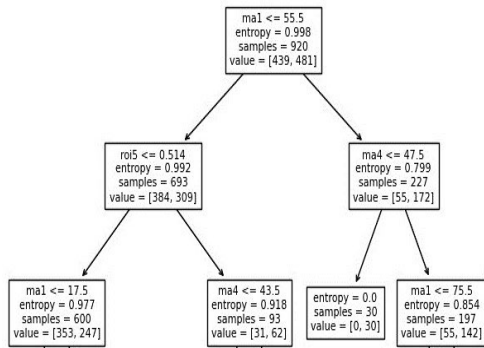 ma1 <= 55.5
entropy = 0.998
samples = 920
value = [439, 481]
roi5 <= 0.514
entropy = 0.992
samples = 693
value = [384, 309]
ma4 <= 47.5
entropy = 0.799
samples = 227
value = [55, 172]
ma1 <= 17.5
entropy = 0.977
samples = 600
value = [353, 247]
ma4 <= 43.5
entropy = 0.918
samples = 93
value = [31, 62]
entropy = 0.0
samples = 30
value = [0, 30]
ma1 <= 75.5
entropy = 0.854
samples = 197
value = [55, 142]